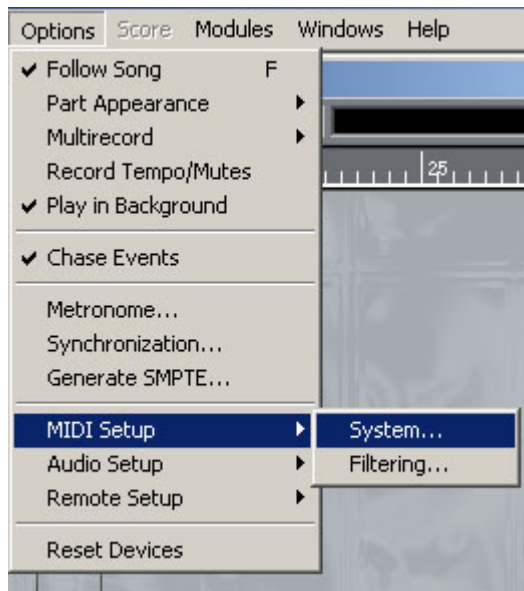 Options Score Modules Windows Help
Follow Song F
Part Appearance
Multirecord
Record Tempo/Mutes
25
Play in Background
Chase Events
Metronome...
Synchronization...
Generate SMPTE...
MIDI Setup System...
Audio Setup Filtering...
Remote Setup
Reset Devices